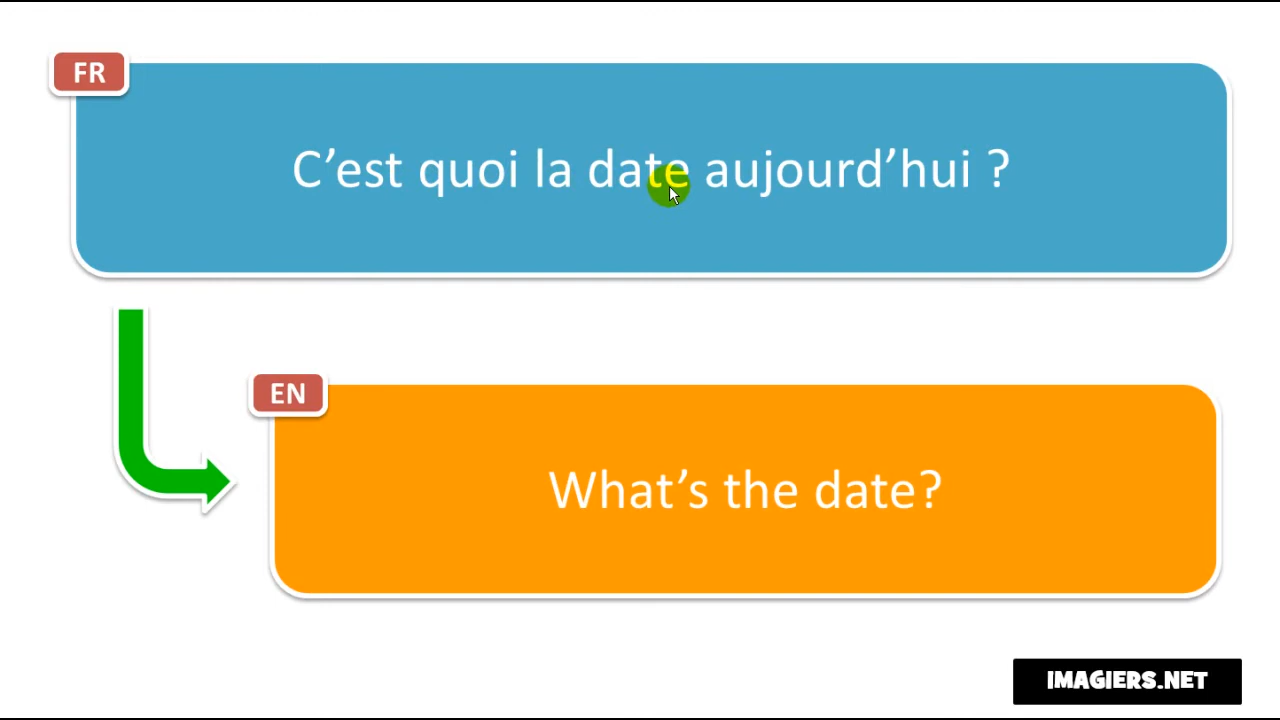 FR
C’est quoi la date aujourd’hui ?
EN
What’s the date?
IMAGIERS.NET